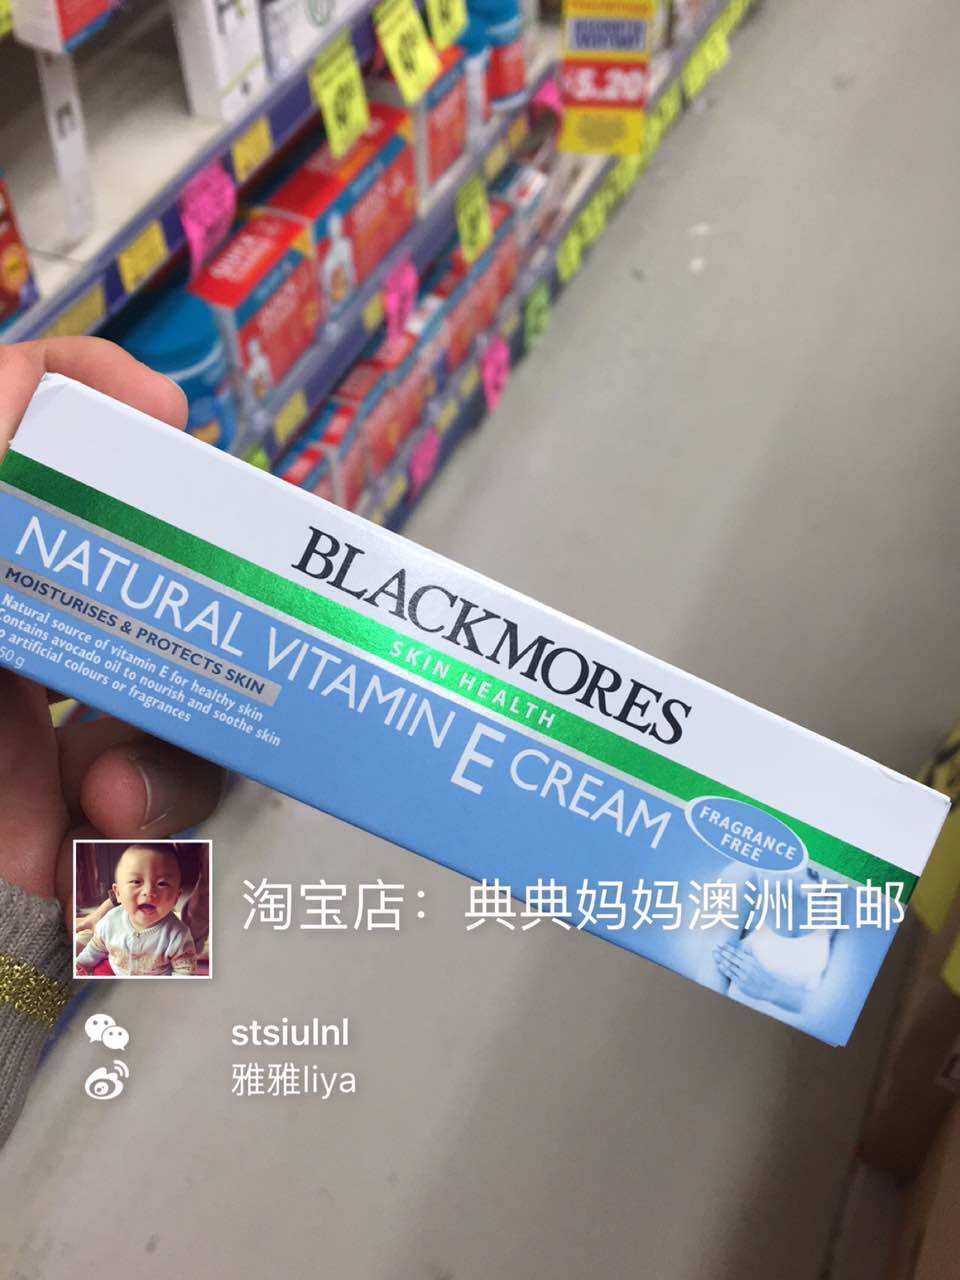 5.20
BLACKMORES
SKIN HEALTH
NATURAL VITAMIN E CREAM
MOISTURISES & PROTECTS SKIN
Natural source of vitamin E for healthy skin
Contains avocado oil to nourish and soothe skin
artificial colours or fragrances
50 g
FRAGRANCE
FREE
淘宝店：典典妈妈澳洲直邮
stsiulnl
雅雅liya